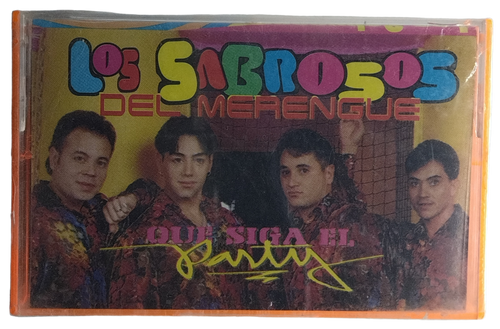 LOS SABROSOS
DEL MERENGUE
QUE SIGA EL
Party